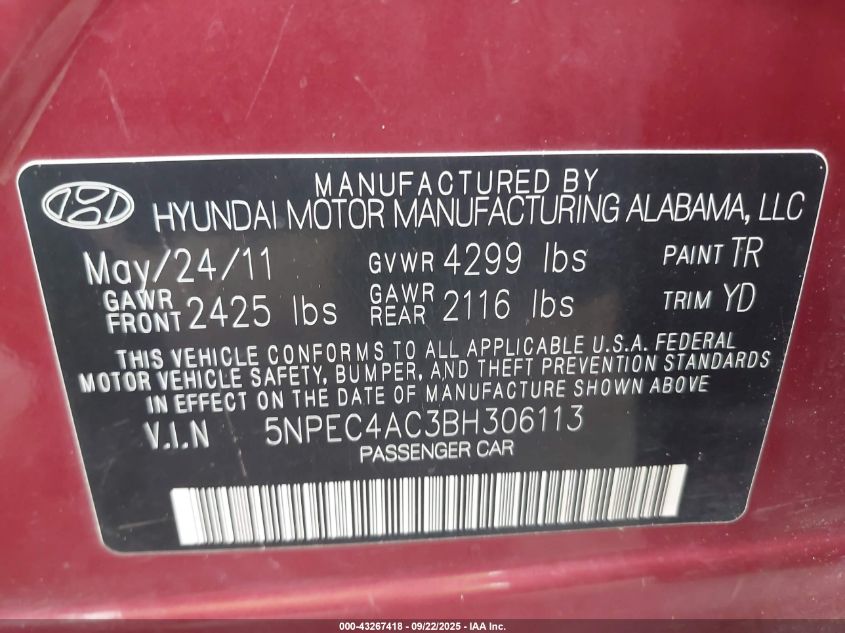 MANUFACTURED BY
HYUNDAI MOTOR MANUFACTURING ALABAMA, LLC
May/24/11 GVWR 4299 lbs PAINT TR
GAWR FRONT 2425 lbs GAWR REAR 2116 lbs TRIM YD
THIS VEHICLE CONFORMS TO ALL APPLICABLE U.S.A. FEDERAL
MOTOR VEHICLE SAFETY, BUMPER, AND THEFT PREVENTION STANDARDS
IN EFFECT ON THE DATE OF MANUFACTURE SHOWN ABOVE
V.I.N 5NPEC4AC3BH306113
PASSENGER CAR
000-43267418 - 09/22/2025 - IAA Inc.